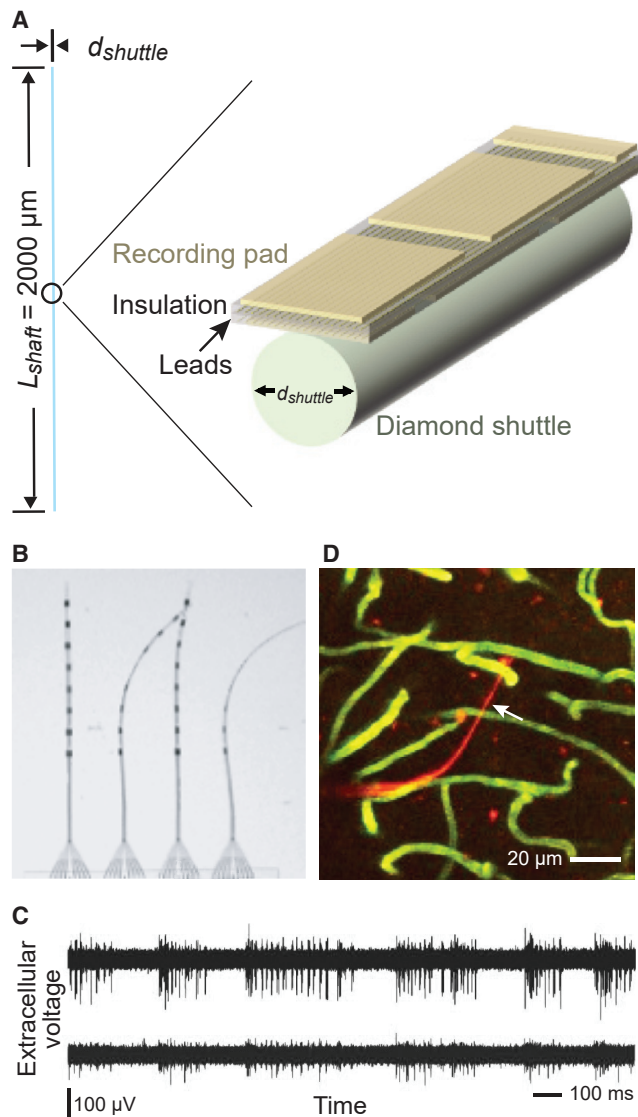 A
d_shuttle
L_shaft = 2000 µm
Recording pad
Insulation
Leads
d_shuttle
Diamond shuttle
B
D
20 µm
C
Extracellular
voltage
100 µV
Time
100 ms